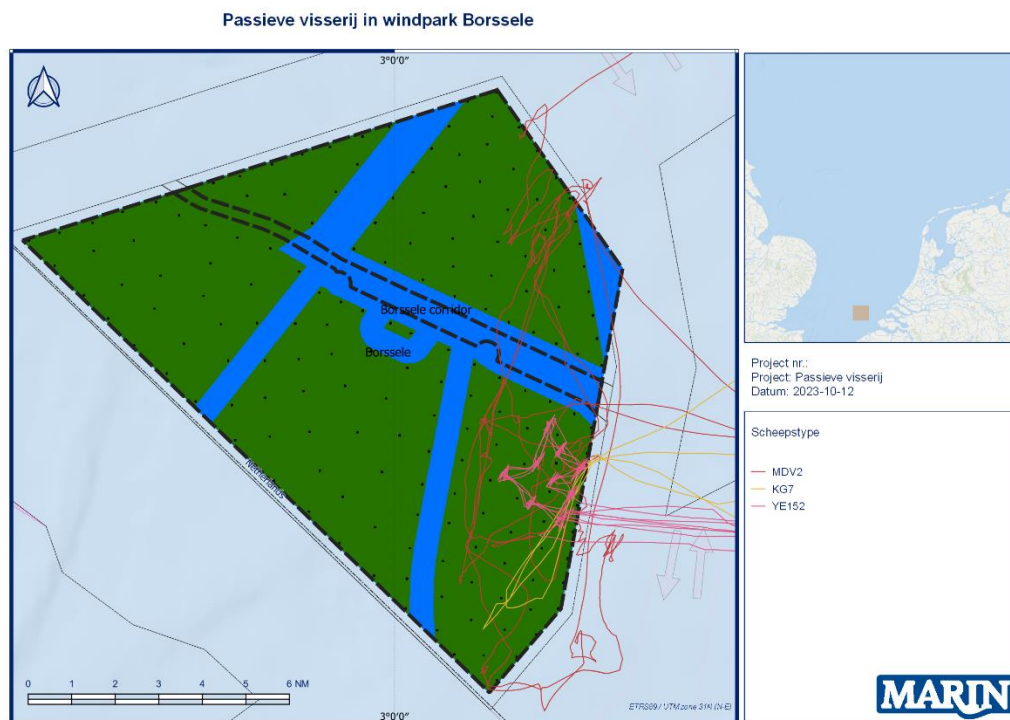 Passieve visserij in windpark Borssele
3°0'0"
Borssele corridor
Borssele
Netherlands
0 1 2 3 4 5 6 NM
3°0'0"
ETRS89 / UTM zone 31N (N-E)
Project nr.:
Project: Passieve visserij
Datum: 2023-10-12
Scheepstype
MDV2
KG7
YE152
MARIN